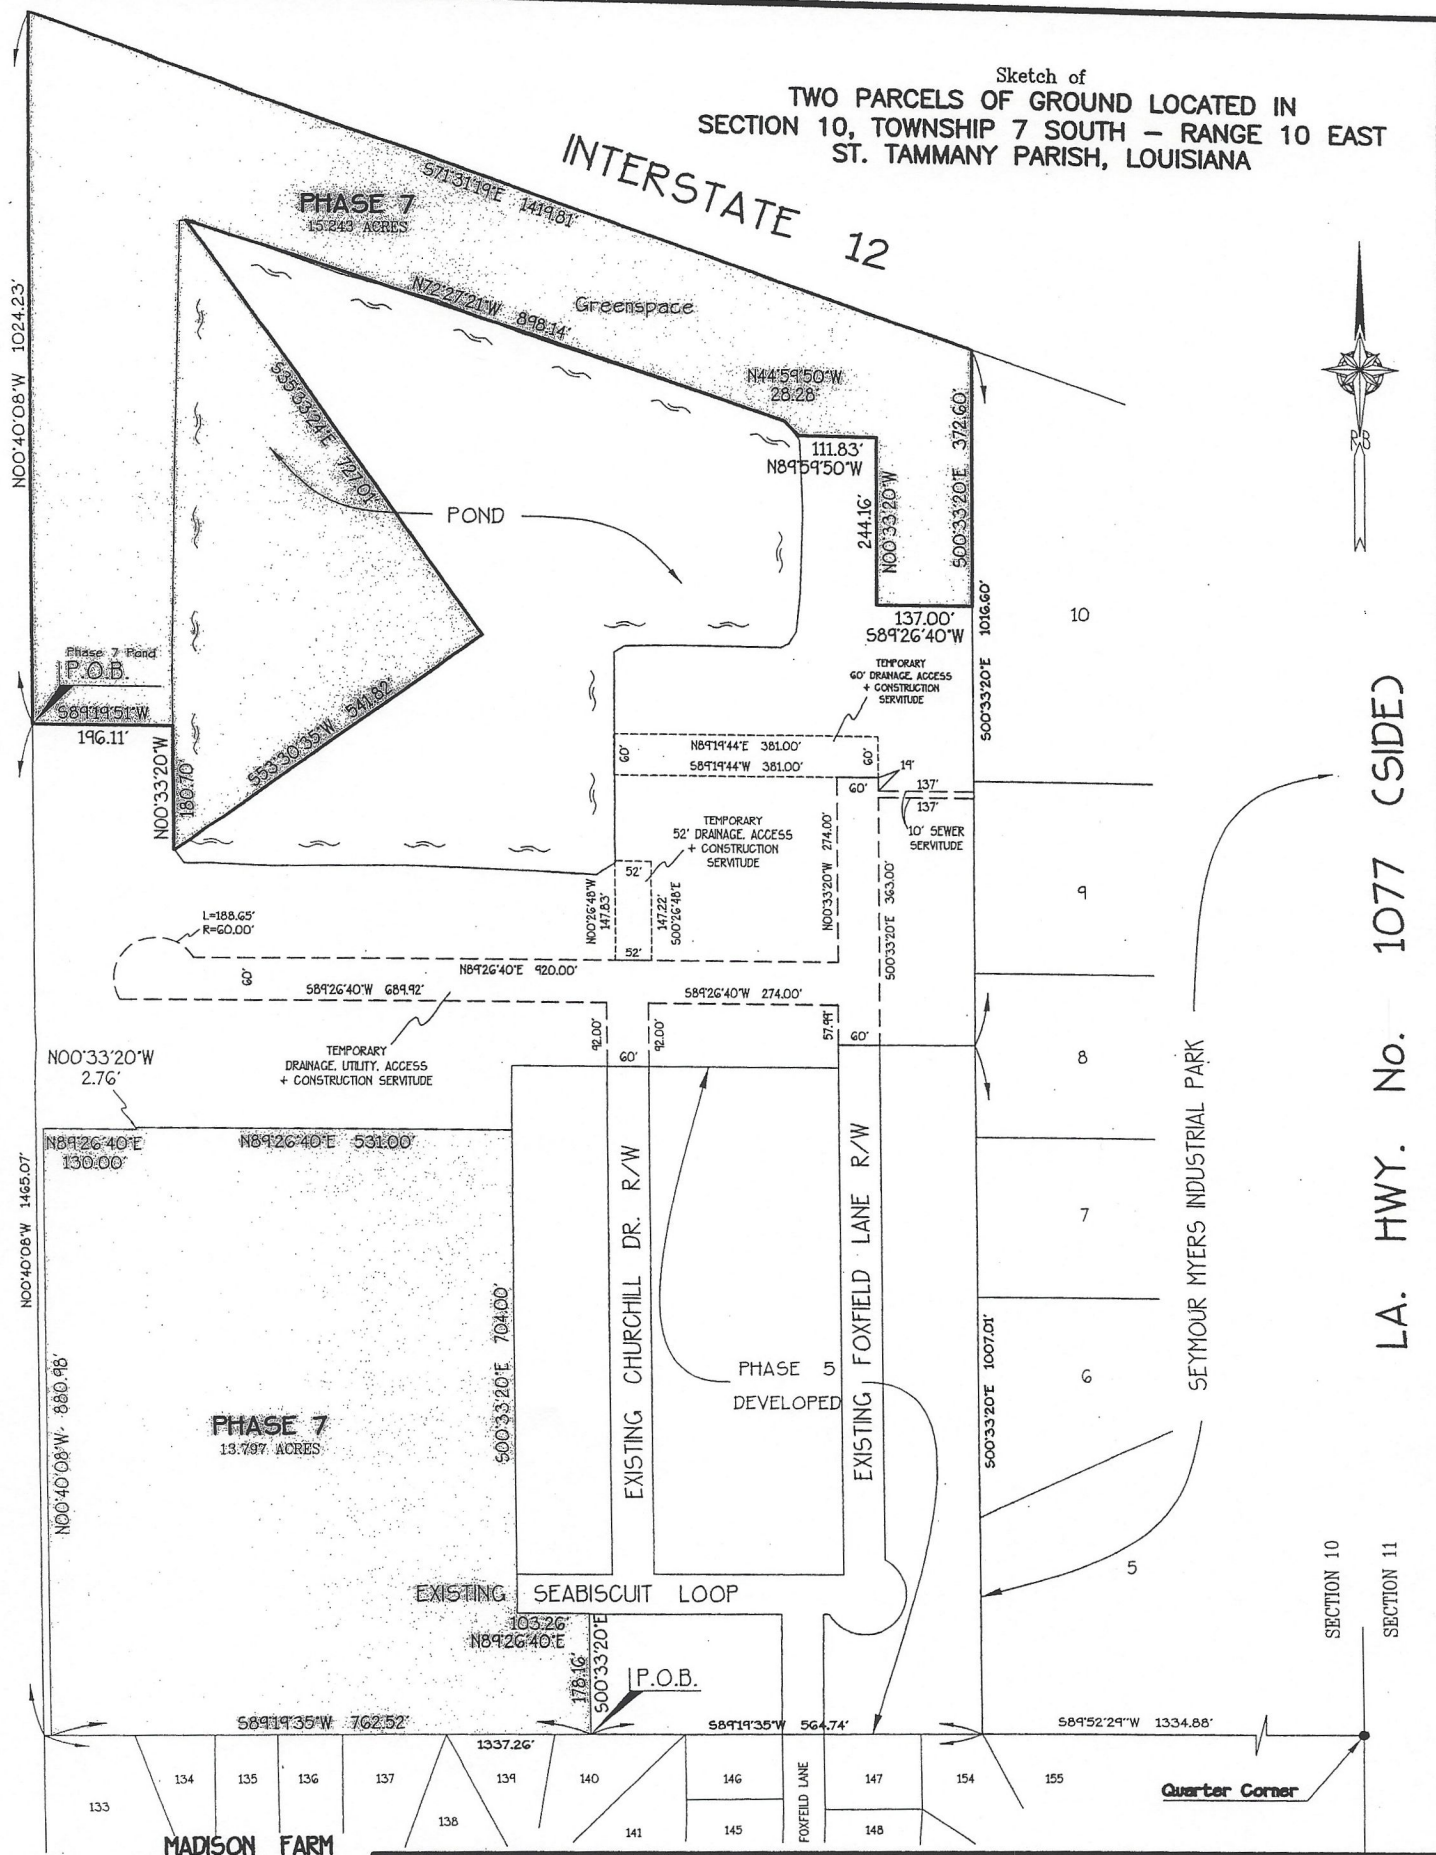 Sketch of
TWO PARCELS OF GROUND LOCATED IN
SECTION 10, TOWNSHIP 7 SOUTH – RANGE 10 EAST
ST. TAMMANY PARISH, LOUISIANA
INTERSTATE 12
S71°31'19"E 1419.81'
PHASE 7
15.243 ACRES
N72°27'21"W 898.14'
Greenspace
N44°59'50"W
28.28'
111.83'
N89°59'50"W
N00°40'08"W 1024.23'
S35°33'24"E 727.01'
POND
244.16'
N00°33'20"W
S00°33'20"E 372.60'
137.00'
S89°26'40"W
S00°33'20"E 1016.60'
RB
10
Phase 7 Pond
P.O.B.
S89°19'51"W
196.11'
N00°33'20"W
180.70'
S53°30'35"W 541.82'
TEMPORARY
60' DRAINAGE, ACCESS
+ CONSTRUCTION
SERVITUDE
60'
N89°19'44"E 381.00'
S89°19'44"W 381.00'
60'
19'
60'
137'
137'
10' SEWER
SERVITUDE
TEMPORARY
52' DRAINAGE, ACCESS
+ CONSTRUCTION
SERVITUDE
52'
N00°26'48"W
147.83'
147.22'
S00°26'48"E
52'
N00°33'20"W 274.00'
S00°33'20"E 363.00'
9
L=188.65'
R=60.00'
60'
N89°26'40"E 920.00'
S89°26'40"W 689.92'
S89°26'40"W 274.00'
TEMPORARY
DRAINAGE, UTILITY, ACCESS
+ CONSTRUCTION SERVITUDE
92.00'
92.00'
60'
57.99'
60'
8
N00°33'20"W
2.76'
N89°26'40"E
130.00'
N89°26'40"E 531.00'
N00°40'08"W 1465.07'
N00°40'08"W 880.98'
PHASE 7
13.797 ACRES
S00°33'20"E 704.00'
EXISTING CHURCHILL DR. R/W
PHASE 5
DEVELOPED
EXISTING FOXFIELD LANE R/W
S00°33'20"E 1007.01'
7
6
5
SEYMOUR MYERS INDUSTRIAL PARK
LA. HWY. No. 1077 (SIDE)
EXISTING SEABISCUIT LOOP
103.26'
N89°26'40"E
178.16'
S00°33'20"E
P.O.B.
SECTION 10
SECTION 11
S89°19'35"W 762.52'
1337.26'
S89°19'35"W 564.74'
S89°52'29"W 1334.88'
Quarter Corner
133
134
135
136
137
138
139
140
141
146
145
FOXFEILD LANE
147
148
154
155
MADISON FARM